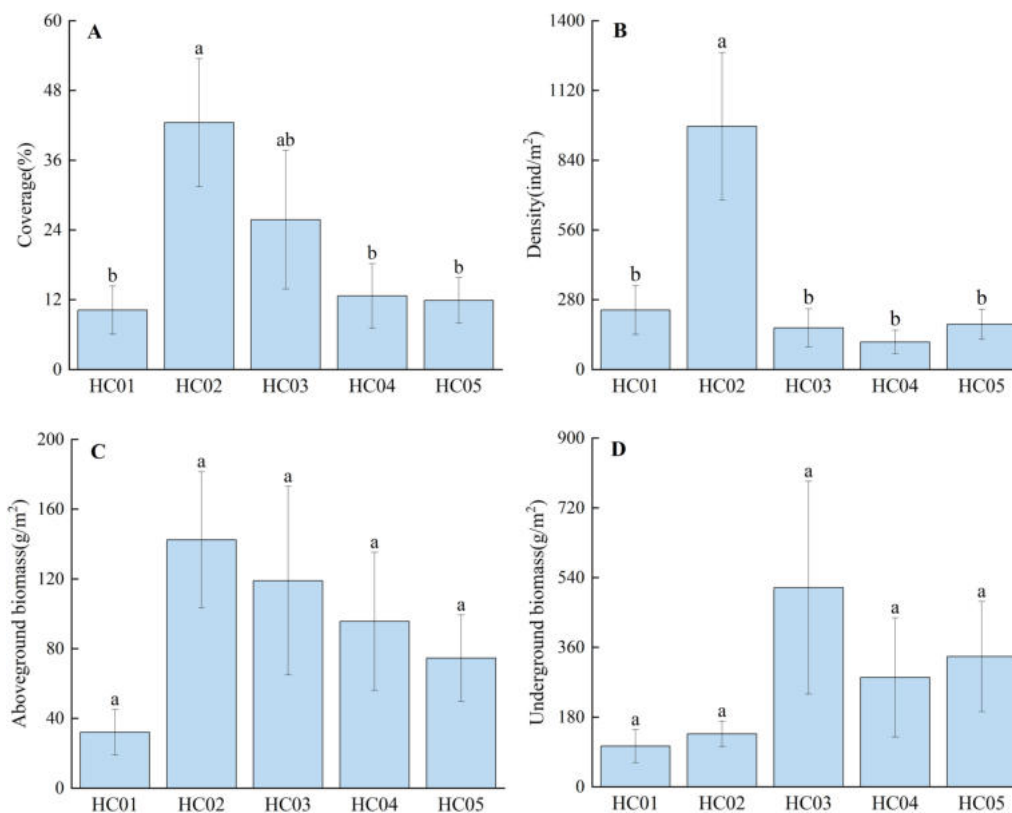 A
Coverage(%)
60
48
36
24
12
0
b
a
ab
b
b
HC01 HC02 HC03 HC04 HC05
B
Density(ind/m²)
1400
1120
840
560
280
0
b
a
b
b
b
HC01 HC02 HC03 HC04 HC05
C
Aboveground biomass(g/m²)
200
160
120
80
40
0
a
a
a
a
a
HC01 HC02 HC03 HC04 HC05
D
Underground biomass(g/m²)
900
720
540
360
180
0
a
a
a
a
a
HC01 HC02 HC03 HC04 HC05